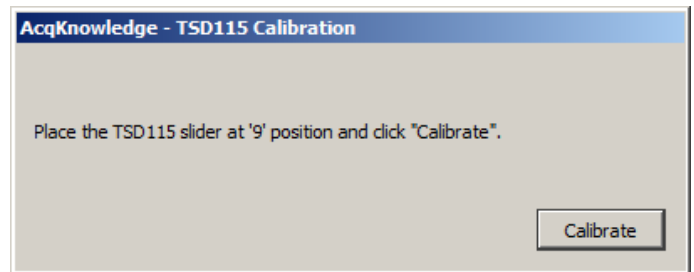 AcqKnowledge - TSD115 Calibration
Place the TSD115 slider at '9' position and click "Calibrate".
Calibrate